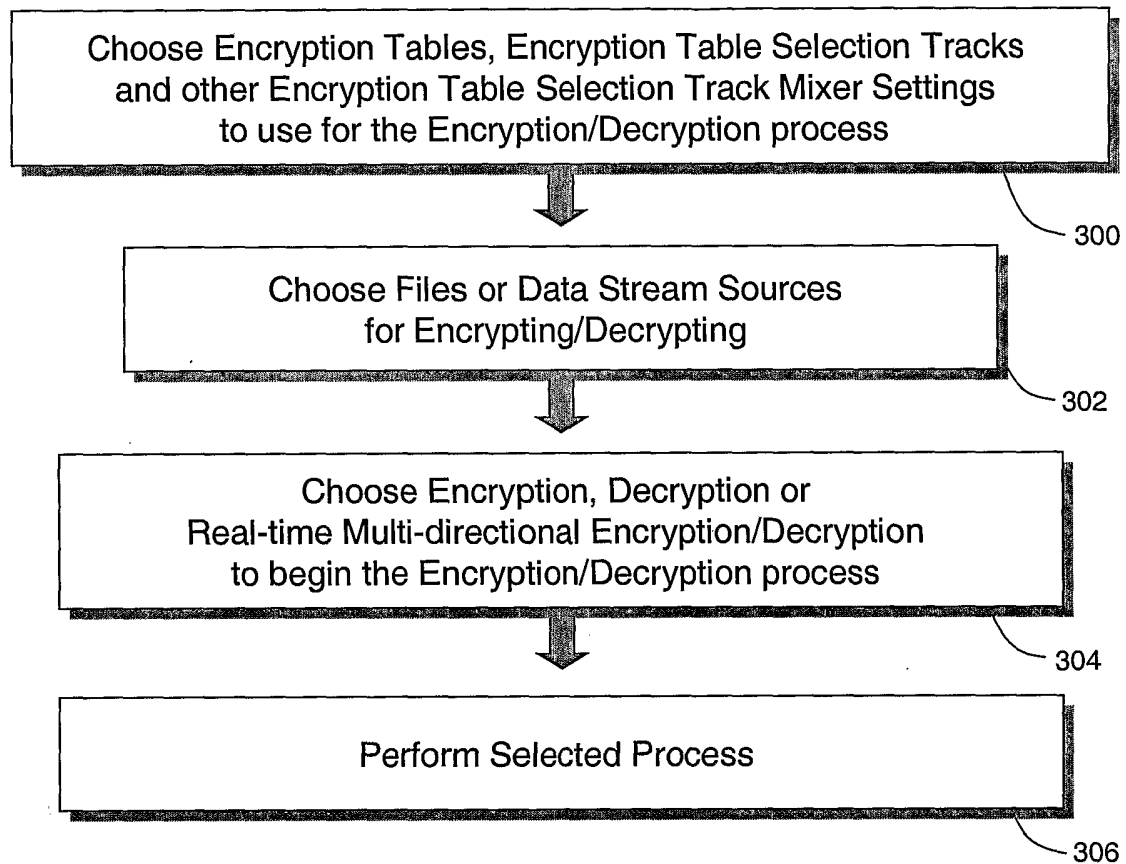 Choose Encryption Tables, Encryption Table Selection Tracks
and other Encryption Table Selection Track Mixer Settings
to use for the Encryption/Decryption process
300
Choose Files or Data Stream Sources
for Encrypting/Decrypting
302
Choose Encryption, Decryption or
Real-time Multi-directional Encryption/Decryption
to begin the Encryption/Decryption process
304
Perform Selected Process
306